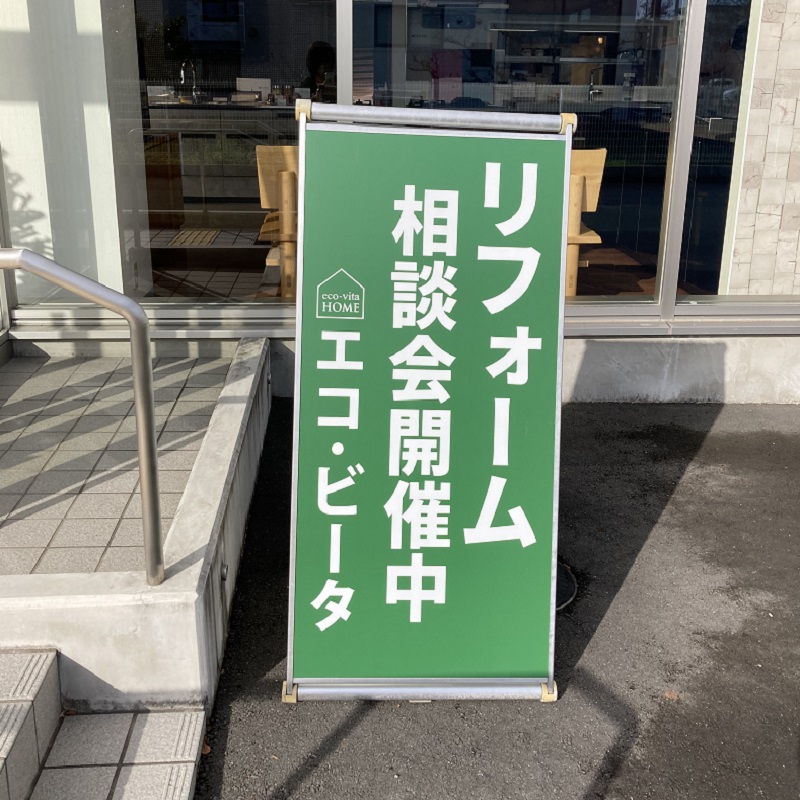 リフォーム
相談会開催中
eco-vita
HOME
エコ・ビータ